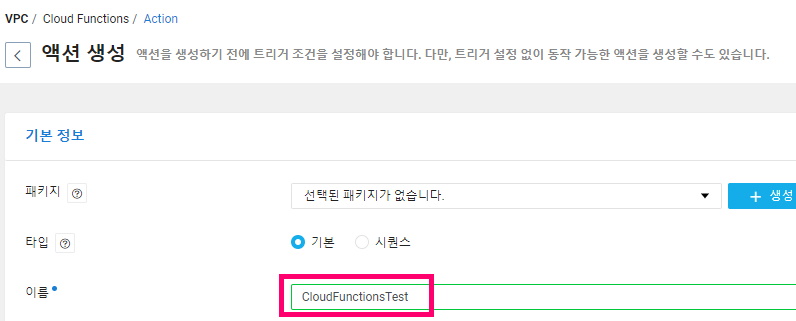 VPC / Cloud Functions / Action
액션 생성 액션을 생성하기 전에 트리거 조건을 설정해야 합니다. 다만, 트리거 설정 없이 동작 가능한 액션을 생성할 수도 있습니다.
기본 정보
패키지 ? 선택된 패키지가 없습니다. + 생성
타입 ? 기본 시퀀스
이름 CloudFunctionsTest